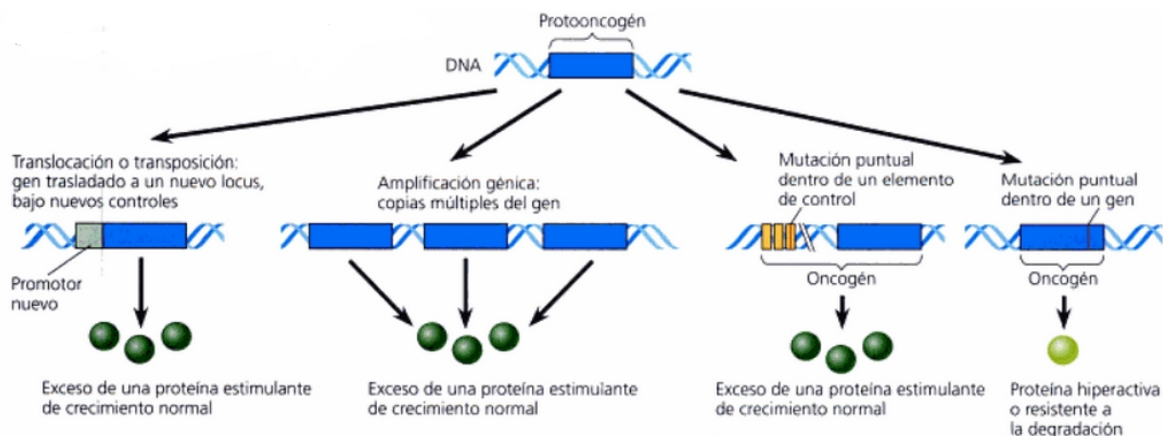 Protooncogén
DNA
Translocación o transposición:
gen trasladado a un nuevo locus,
bajo nuevos controles
Promotor
nuevo
Exceso de una proteína estimulante
de crecimiento normal
Amplificación génica:
copias múltiples del gen
Exceso de una proteína estimulante
de crecimiento normal
Mutación puntual
dentro de un elemento
de control
Oncogén
Exceso de una proteína estimulante
de crecimiento normal
Mutación puntual
dentro de un gen
Oncogén
Proteína hiperactiva
o resistente a
la degradación